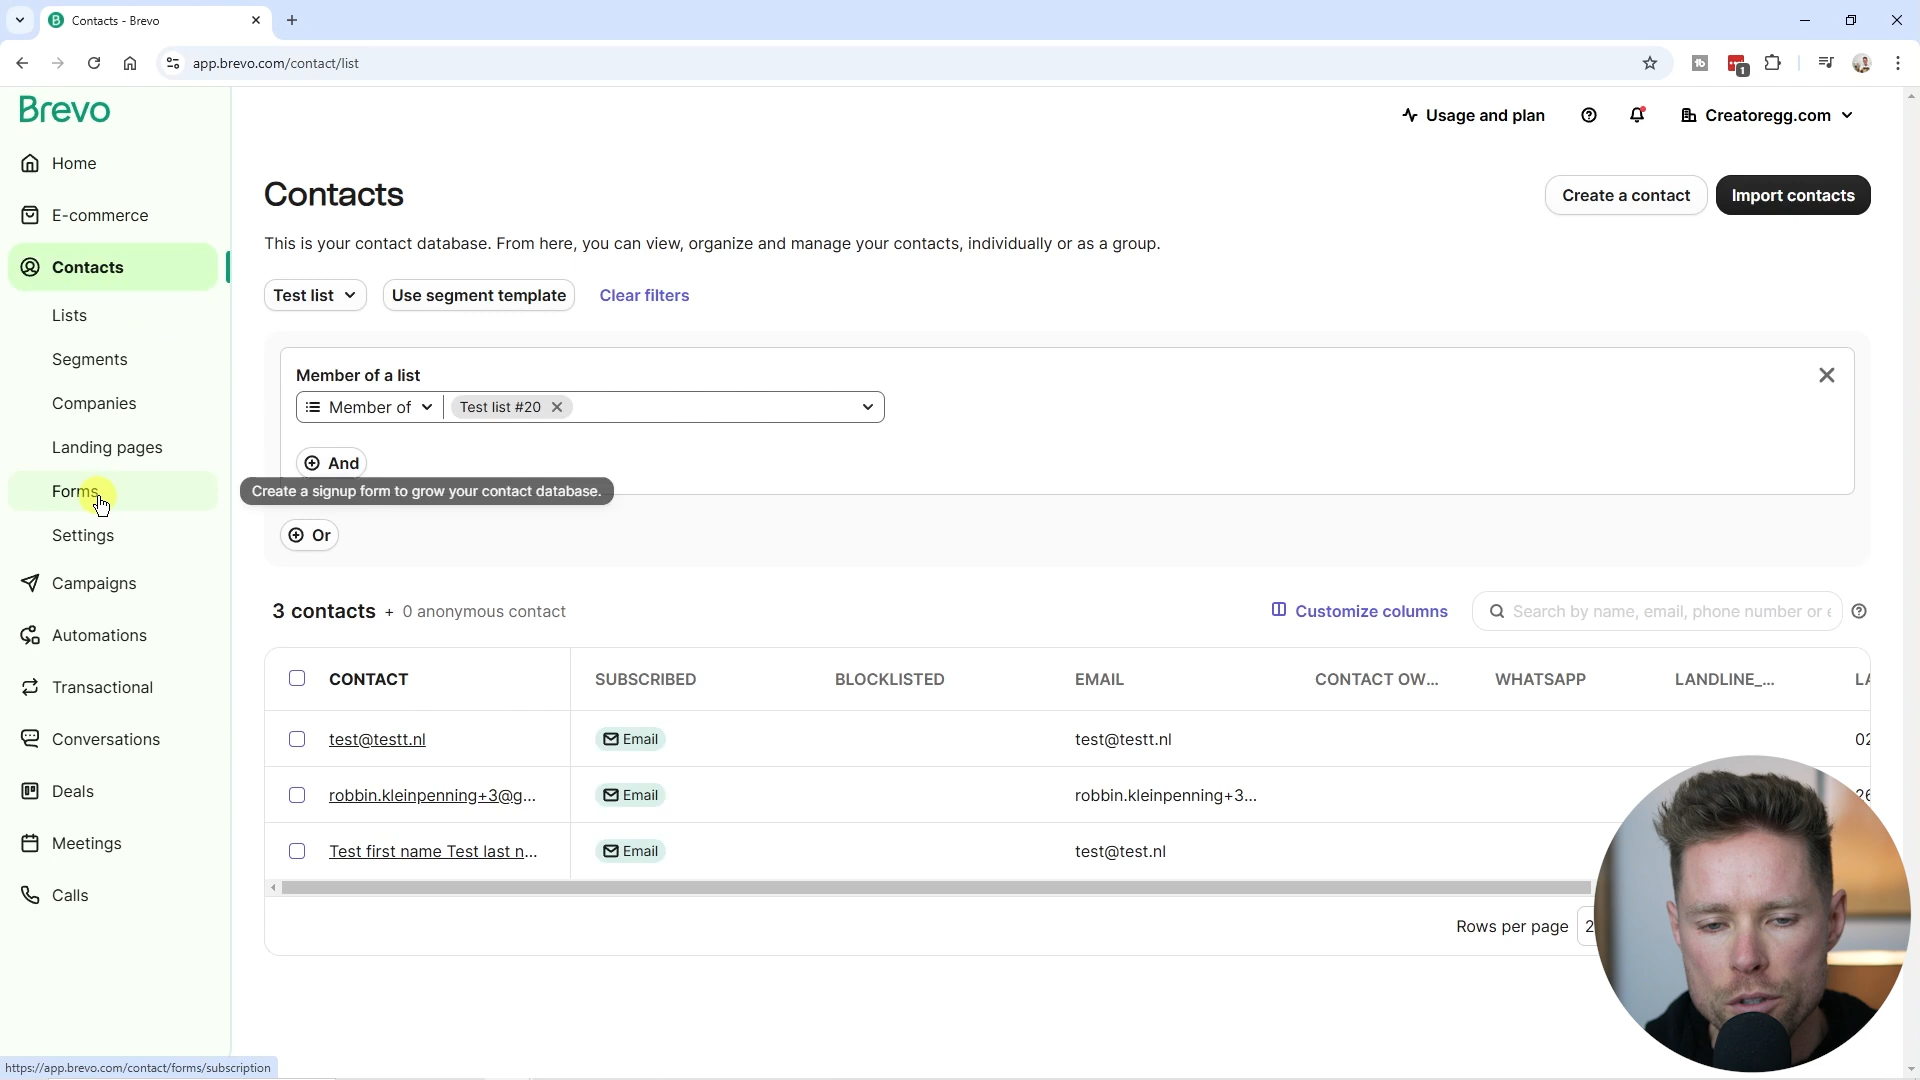 Contacts - Brevo
app.brevo.com/contact/list
1
Brevo
Usage and plan
Creatoregg.com
Home
E-commerce
Contacts
Lists
Segments
Companies
Landing pages
Forms
Settings
Campaigns
Automations
Transactional
Conversations
Deals
Meetings
Calls
Contacts
Create a contact
Import contacts
This is your contact database. From here, you can view, organize and manage your contacts, individually or as a group.
Test list
Use segment template
Clear filters
Member of a list
Member of
Test list #20
And
Create a signup form to grow your contact database.
Or
3 contacts + 0 anonymous contact
Customize columns
Search by name, email, phone number or e
CONTACT SUBSCRIBED BLOCKLISTED EMAIL CONTACT OW... WHATSAPP LANDLINE_... LA
test@testt.nl Email test@testt.nl 02
robbin.kleinpenning+3@g... Email robbin.kleinpenning+3... 26
Test first name Test last n... Email test@test.nl
Rows per page 2
https://app.brevo.com/contact/forms/subscription